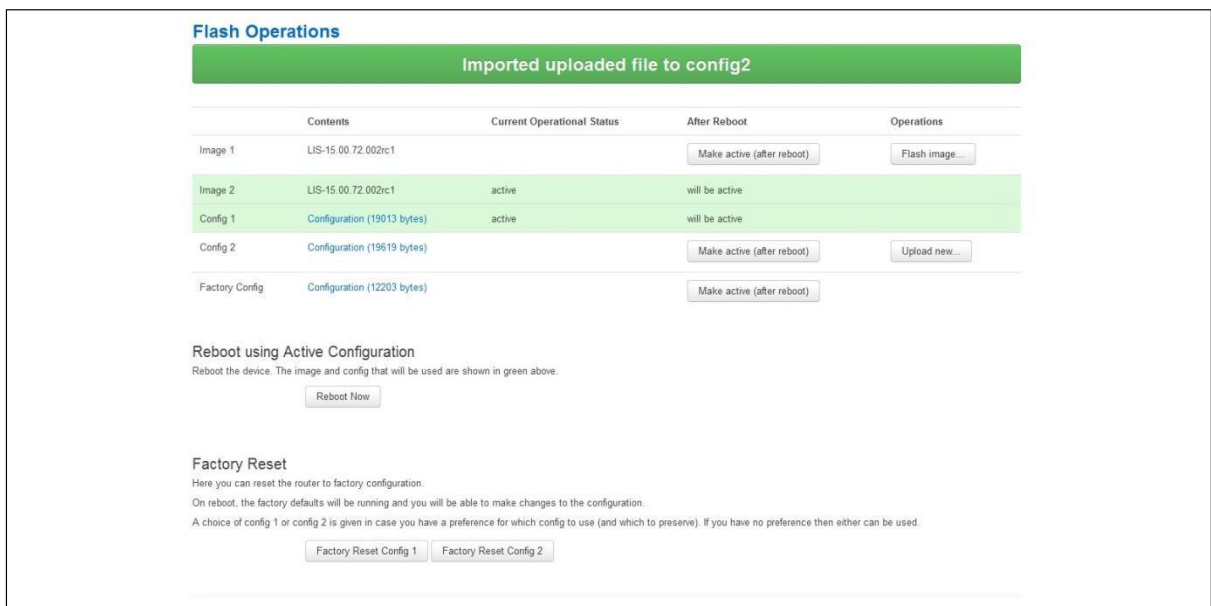 Flash Operations
Imported uploaded file to config2
Contents Current Operational Status After Reboot Operations
Image 1 LIS-15.00.72.002rc1 Make active (after reboot) Flash image...
Image 2 LIS-15.00.72.002rc1 active will be active
Config 1 Configuration (19013 bytes) active will be active
Config 2 Configuration (19619 bytes) Make active (after reboot) Upload new...
Factory Config Configuration (12203 bytes) Make active (after reboot)
Reboot using Active Configuration
Reboot the device. The image and config that will be used are shown in green above.
Reboot Now
Factory Reset
Here you can reset the router to factory configuration.
On reboot, the factory defaults will be running and you will be able to make changes to the configuration.
A choice of config 1 or config 2 is given in case you have a preference for which config to use (and which to preserve). If you have no preference then either can be used.
Factory Reset Config 1 Factory Reset Config 2